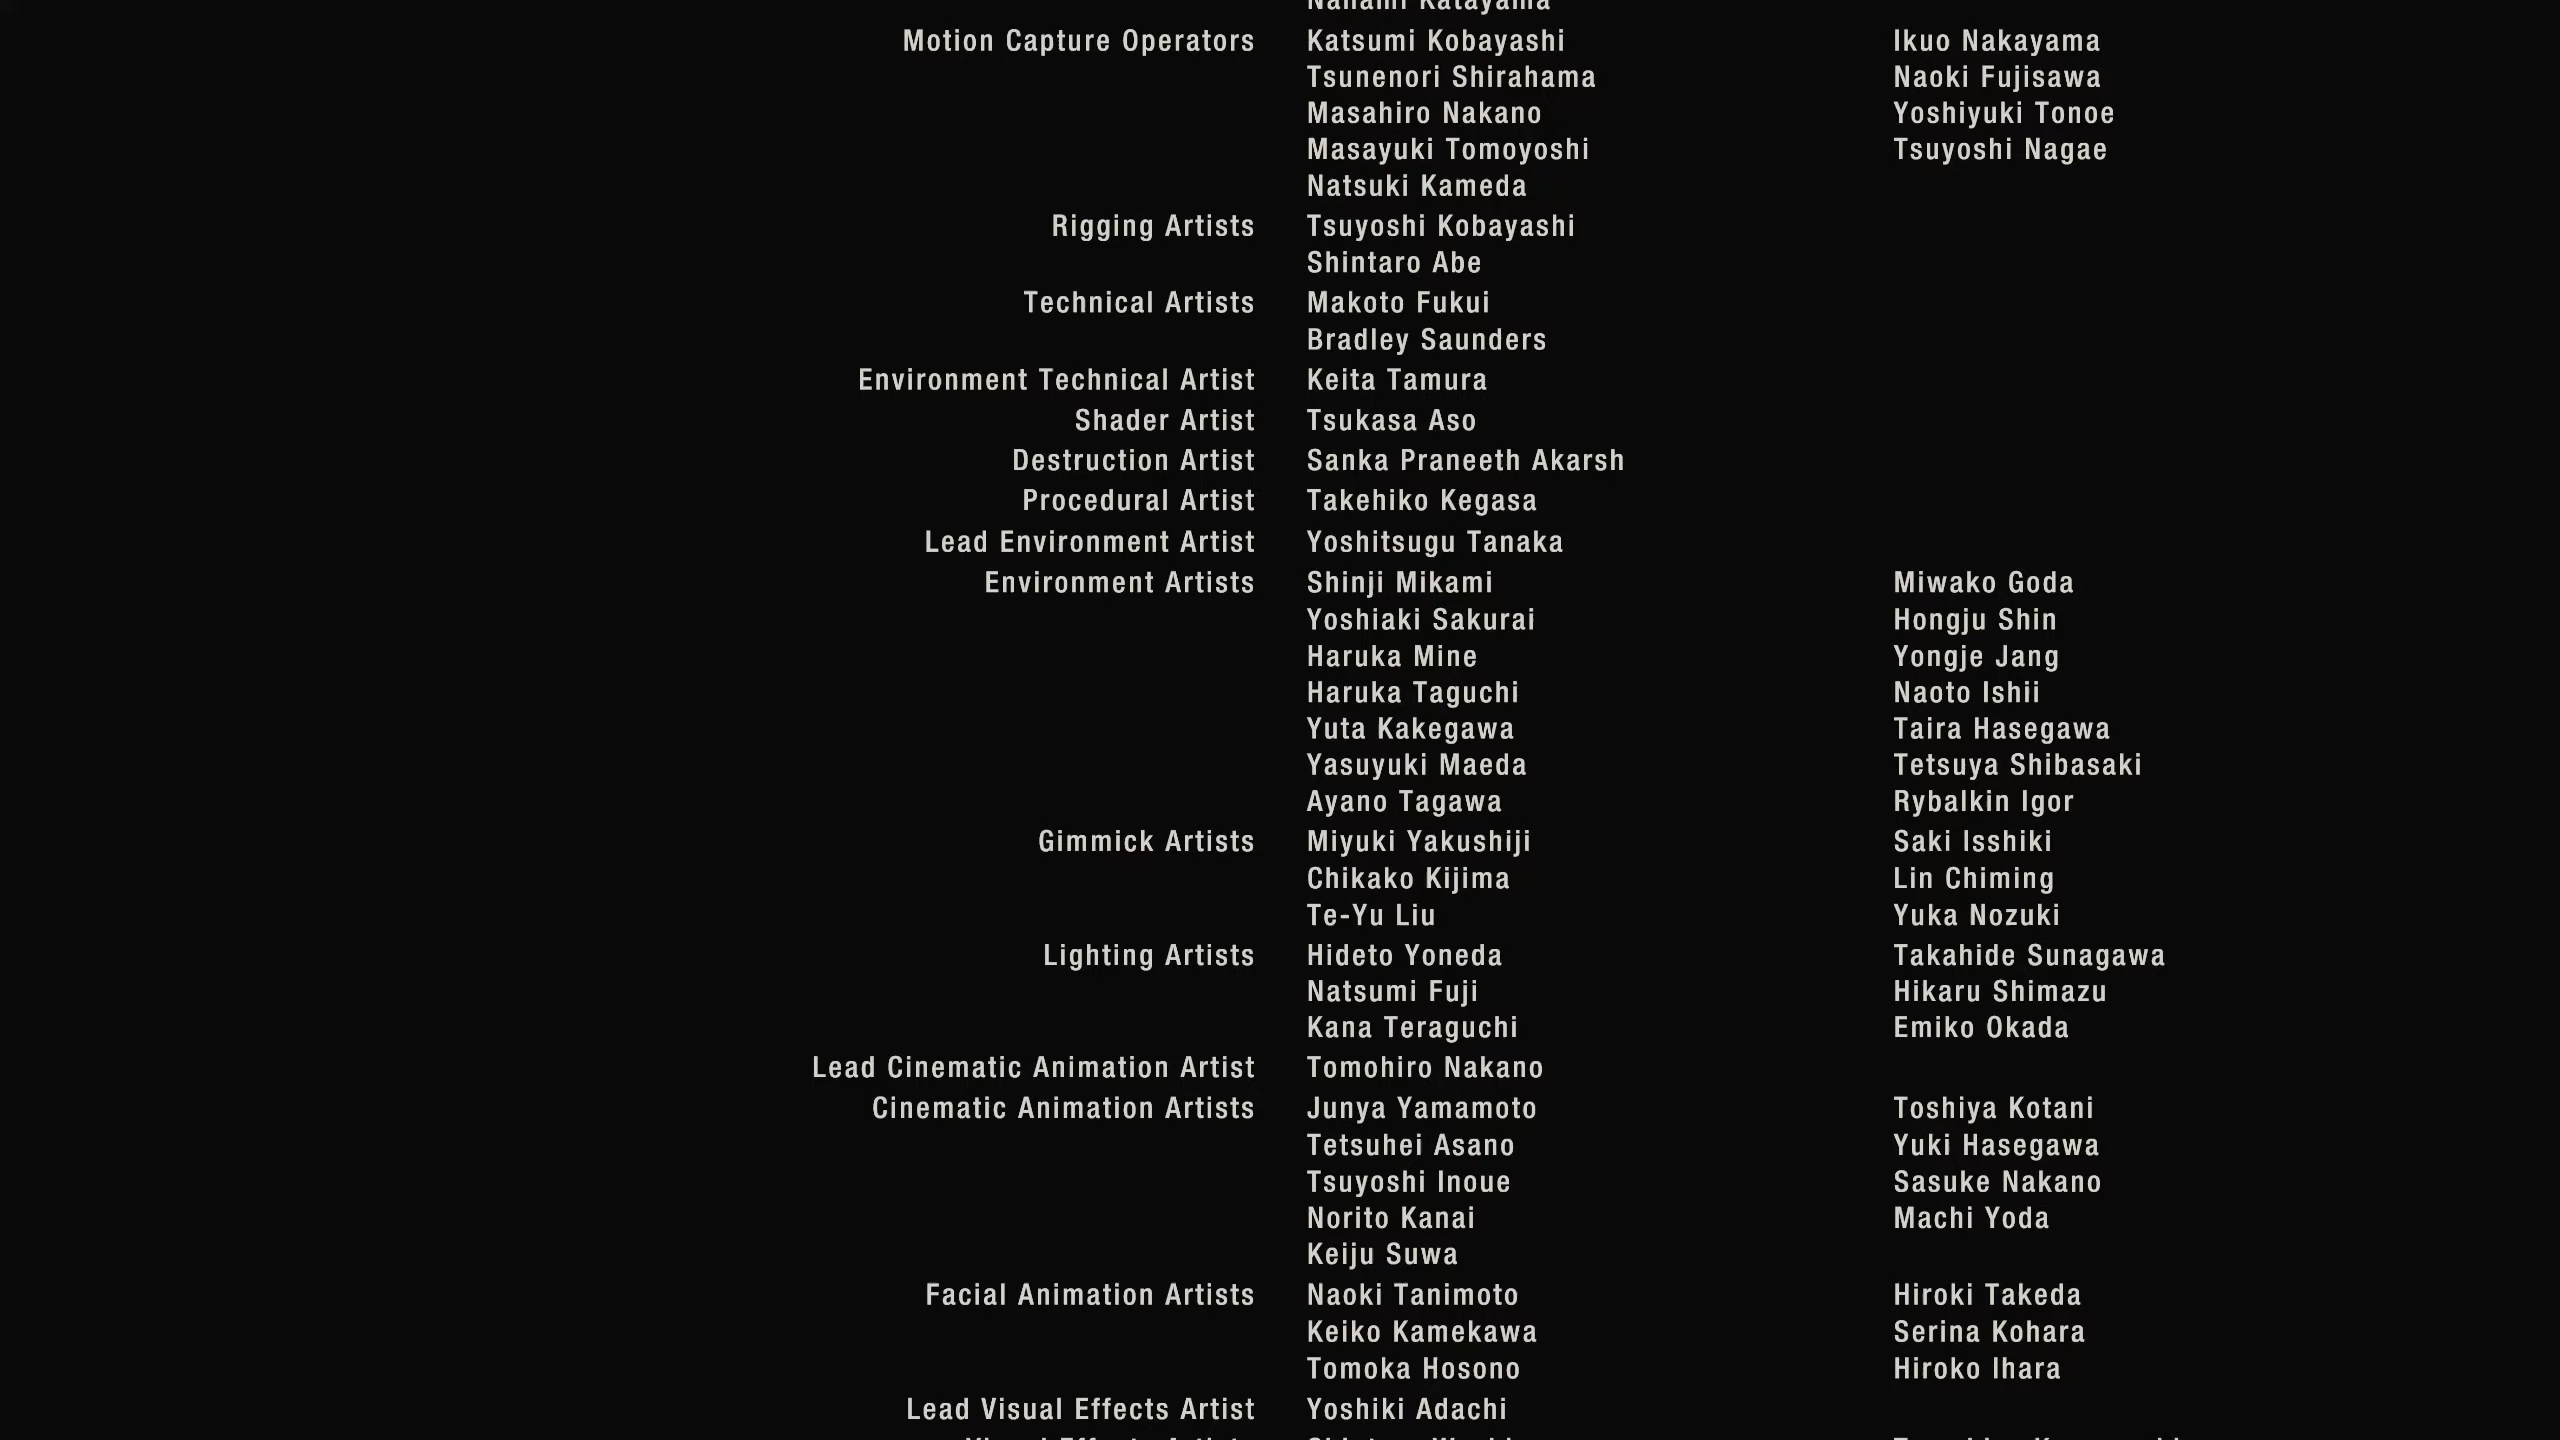 Nanami Katayama
Motion Capture Operators Katsumi Kobayashi Ikuo Nakayama
Tsunenori Shirahama Naoki Fujisawa
Masahiro Nakano Yoshiyuki Tonoe
Masayuki Tomoyoshi Tsuyoshi Nagae
Natsuki Kameda
Rigging Artists Tsuyoshi Kobayashi
Shintaro Abe
Technical Artists Makoto Fukui
Bradley Saunders
Environment Technical Artist Keita Tamura
Shader Artist Tsukasa Aso
Destruction Artist Sanka Praneeth Akarsh
Procedural Artist Takehiko Kegasa
Lead Environment Artist Yoshitsugu Tanaka
Environment Artists Shinji Mikami Miwako Goda
Yoshiaki Sakurai Hongju Shin
Haruka Mine Yongje Jang
Haruka Taguchi Naoto Ishii
Yuta Kakegawa Taira Hasegawa
Yasuyuki Maeda Tetsuya Shibasaki
Ayano Tagawa Rybalkin Igor
Gimmick Artists Miyuki Yakushiji Saki Isshiki
Chikako Kijima Lin Chiming
Te-Yu Liu Yuka Nozuki
Lighting Artists Hideto Yoneda Takahide Sunagawa
Natsumi Fuji Hikaru Shimazu
Kana Teraguchi Emiko Okada
Lead Cinematic Animation Artist Tomohiro Nakano
Cinematic Animation Artists Junya Yamamoto Toshiya Kotani
Tetsuhei Asano Yuki Hasegawa
Tsuyoshi Inoue Sasuke Nakano
Norito Kanai Machi Yoda
Keiju Suwa
Facial Animation Artists Naoki Tanimoto Hiroki Takeda
Keiko Kamekawa Serina Kohara
Tomoka Hosono Hiroko Ihara
Lead Visual Effects Artist Yoshiki Adachi
Visual Effects Artists